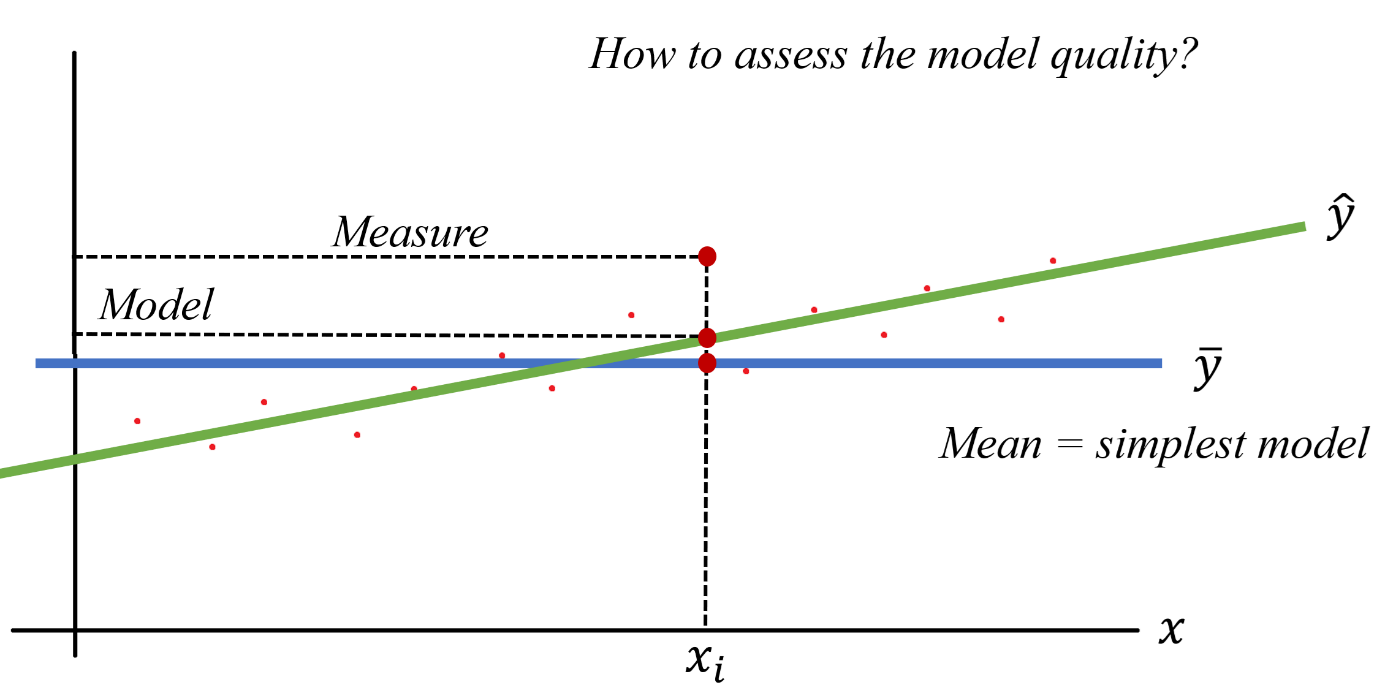 How to assess the model quality?
ŷ
Measure
Model
ȳ
Mean = simplest model
x
xᵢ